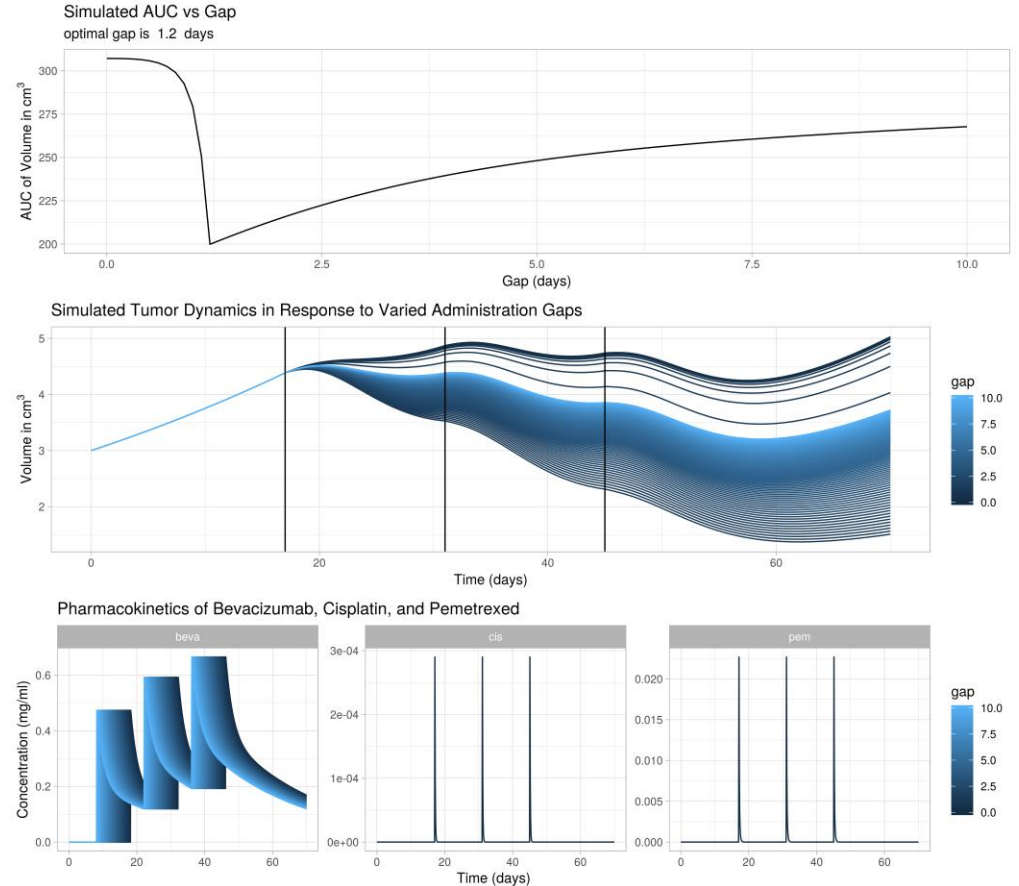 Simulated AUC vs Gap
optimal gap is 1.2 days
AUC of Volume in cm³
300
275
250
225
200
0.0 2.5 5.0 7.5 10.0
Gap (days)
Simulated Tumor Dynamics in Response to Varied Administration Gaps
Volume in cm³
5
4
3
2
0 20 40 60
Time (days)
gap
10.0
7.5
5.0
2.5
0.0
Pharmacokinetics of Bevacizumab, Cisplatin, and Pemetrexed
Concentration (mg/ml)
beva
0.6
0.4
0.2
0.0
0 20 40 60
cis
3e-04
2e-04
1e-04
0e+00
0 20 40 60
pem
0.020
0.015
0.010
0.005
0.000
0 20 40 60
Time (days)
gap
10.0
7.5
5.0
2.5
0.0